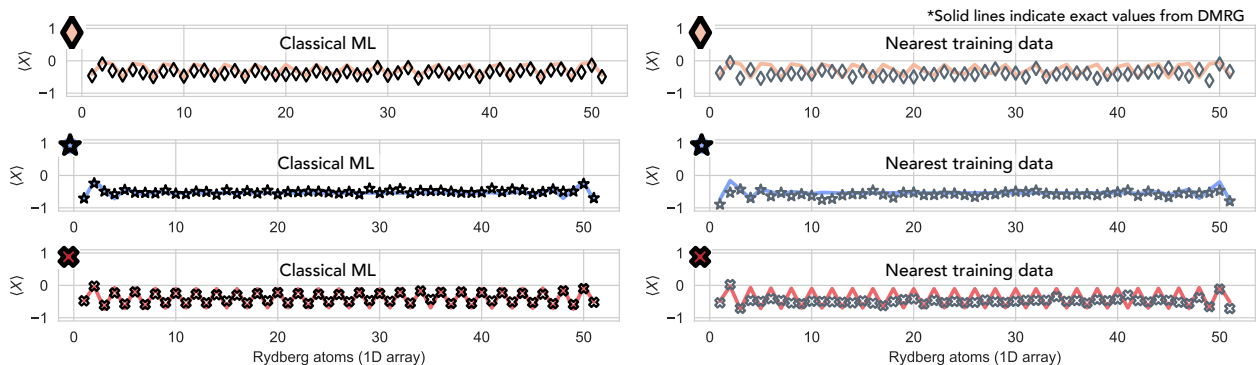 *Solid lines indicate exact values from DMRG
Classical ML
⟨X⟩
1
0
−1
0 10 20 30 40 50
Nearest training data
⟨X⟩
1
0
−1
0 10 20 30 40 50
Classical ML
⟨X⟩
1
0
−1
0 10 20 30 40 50
Nearest training data
⟨X⟩
1
0
−1
0 10 20 30 40 50
Classical ML
⟨X⟩
1
0
−1
0 10 20 30 40 50
Rydberg atoms (1D array)
Nearest training data
⟨X⟩
1
0
−1
0 10 20 30 40 50
Rydberg atoms (1D array)